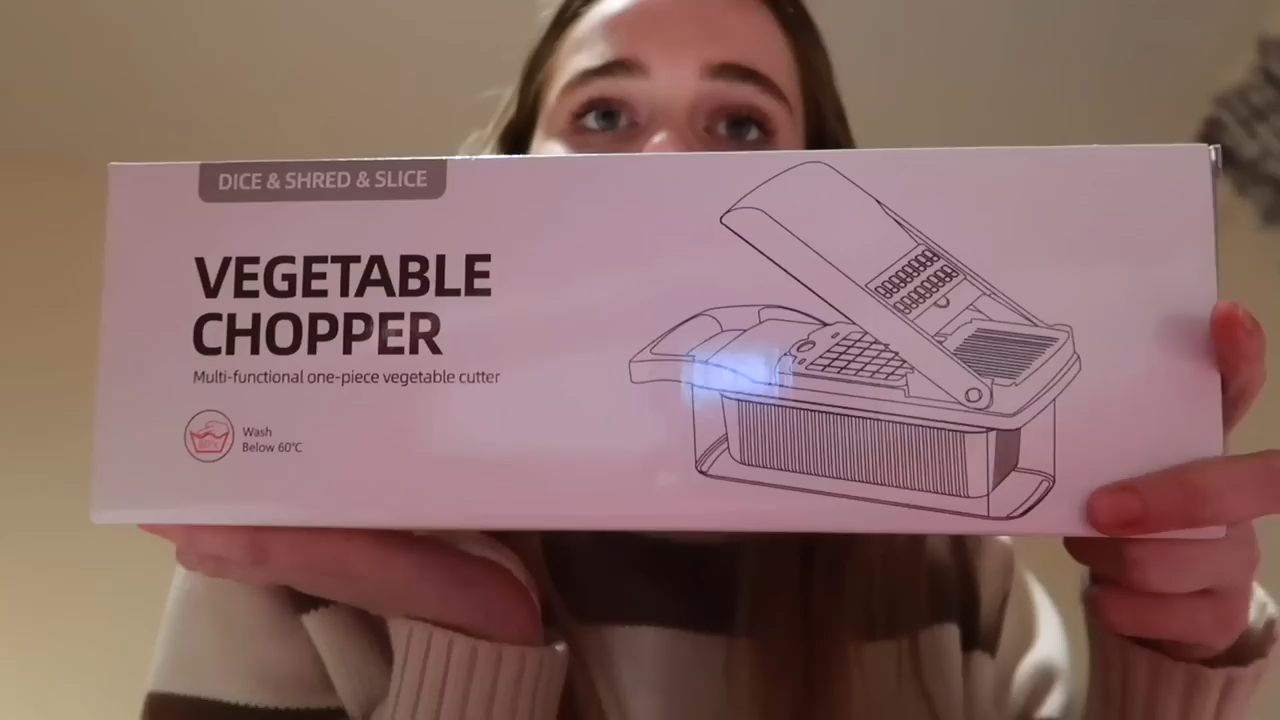 DICE & SHRED & SLICE
VEGETABLE
CHOPPER
Multi-functional one-piece vegetable cutter
Wash
Below 60°C